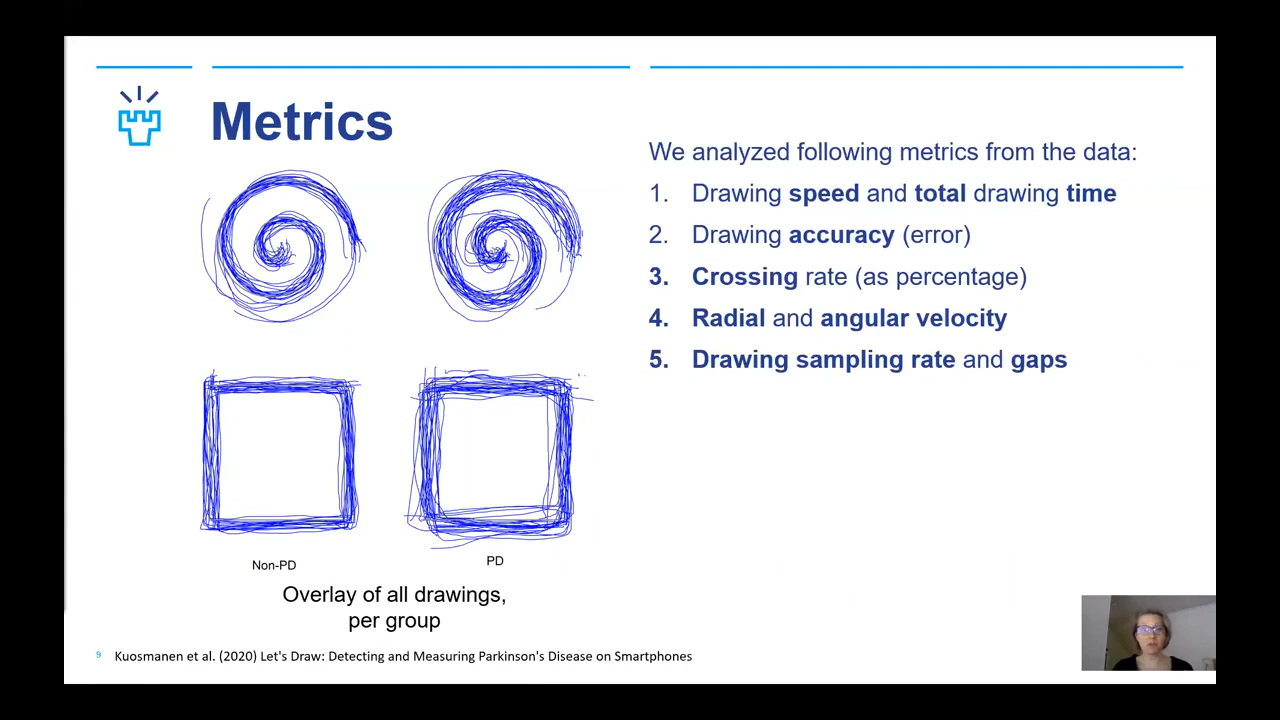 Metrics
We analyzed following metrics from the data:
1. Drawing speed and total drawing time
2. Drawing accuracy (error)
3. Crossing rate (as percentage)
4. Radial and angular velocity
5. Drawing sampling rate and gaps
Non-PD
PD
Overlay of all drawings,
per group
9 Kuosmanen et al. (2020) Let's Draw: Detecting and Measuring Parkinson's Disease on Smartphones